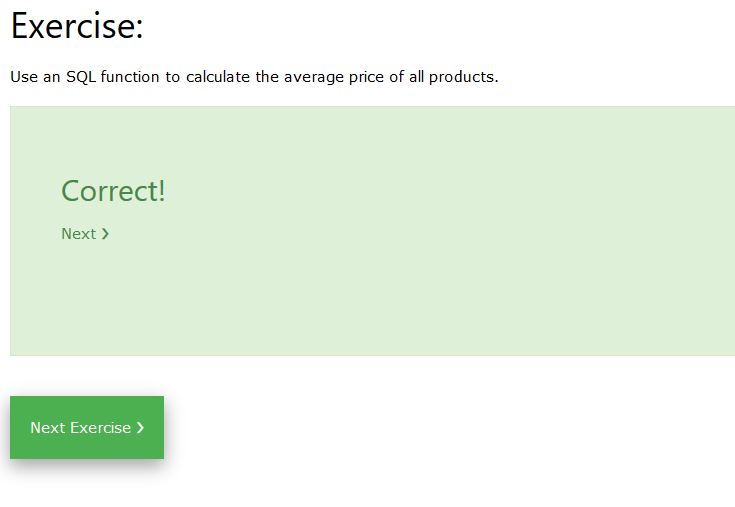 Exercise:
Use an SQL function to calculate the average price of all products.
Correct!
Next ❯
Next Exercise ❯